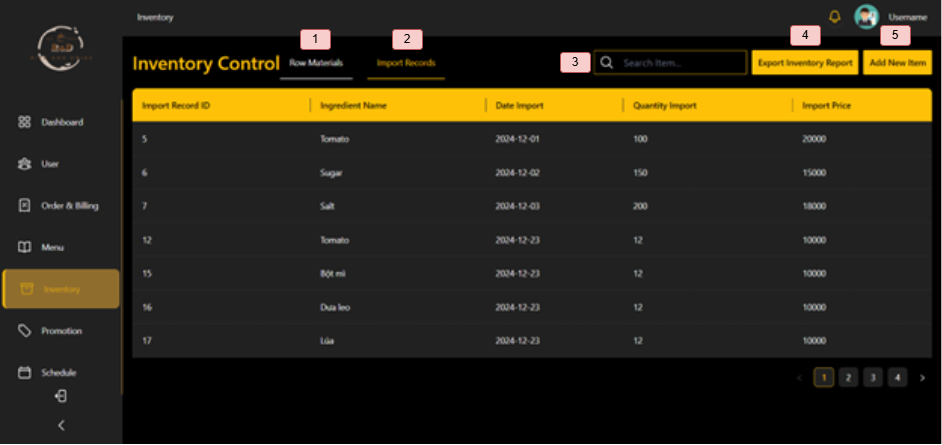 Inventory
Username
1
2
3
4
5
Inventory Control
Row Materials
Import Records
Search Item...
Export Inventory Report
Add New Item
Dashboard
User
Order & Billing
Menu
Inventory
Promotion
Schedule
Import Record ID Ingredient Name Date Import Quantity Import Import Price
5 Tomato 2024-12-01 100 20000
6 Sugar 2024-12-02 150 15000
7 Salt 2024-12-03 200 18000
12 Tomato 2024-12-23 12 10000
15 Bột mì 2024-12-23 12 10000
16 Dưa leo 2024-12-23 12 10000
17 Lúa 2024-12-23 12 10000
< 1 2 3 4 >